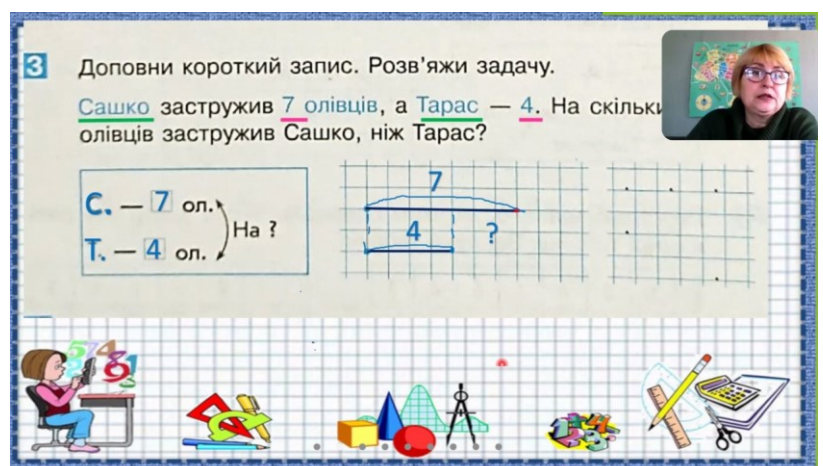 3 Доповни короткий запис. Розв'яжи задачу.
Сашко застружив 7 олівців, а Тарас — 4. На скільки
олівців застружив Сашко, ніж Тарас?
С. — 7 ол.
На ?
Т. — 4 ол.
7
4 ?